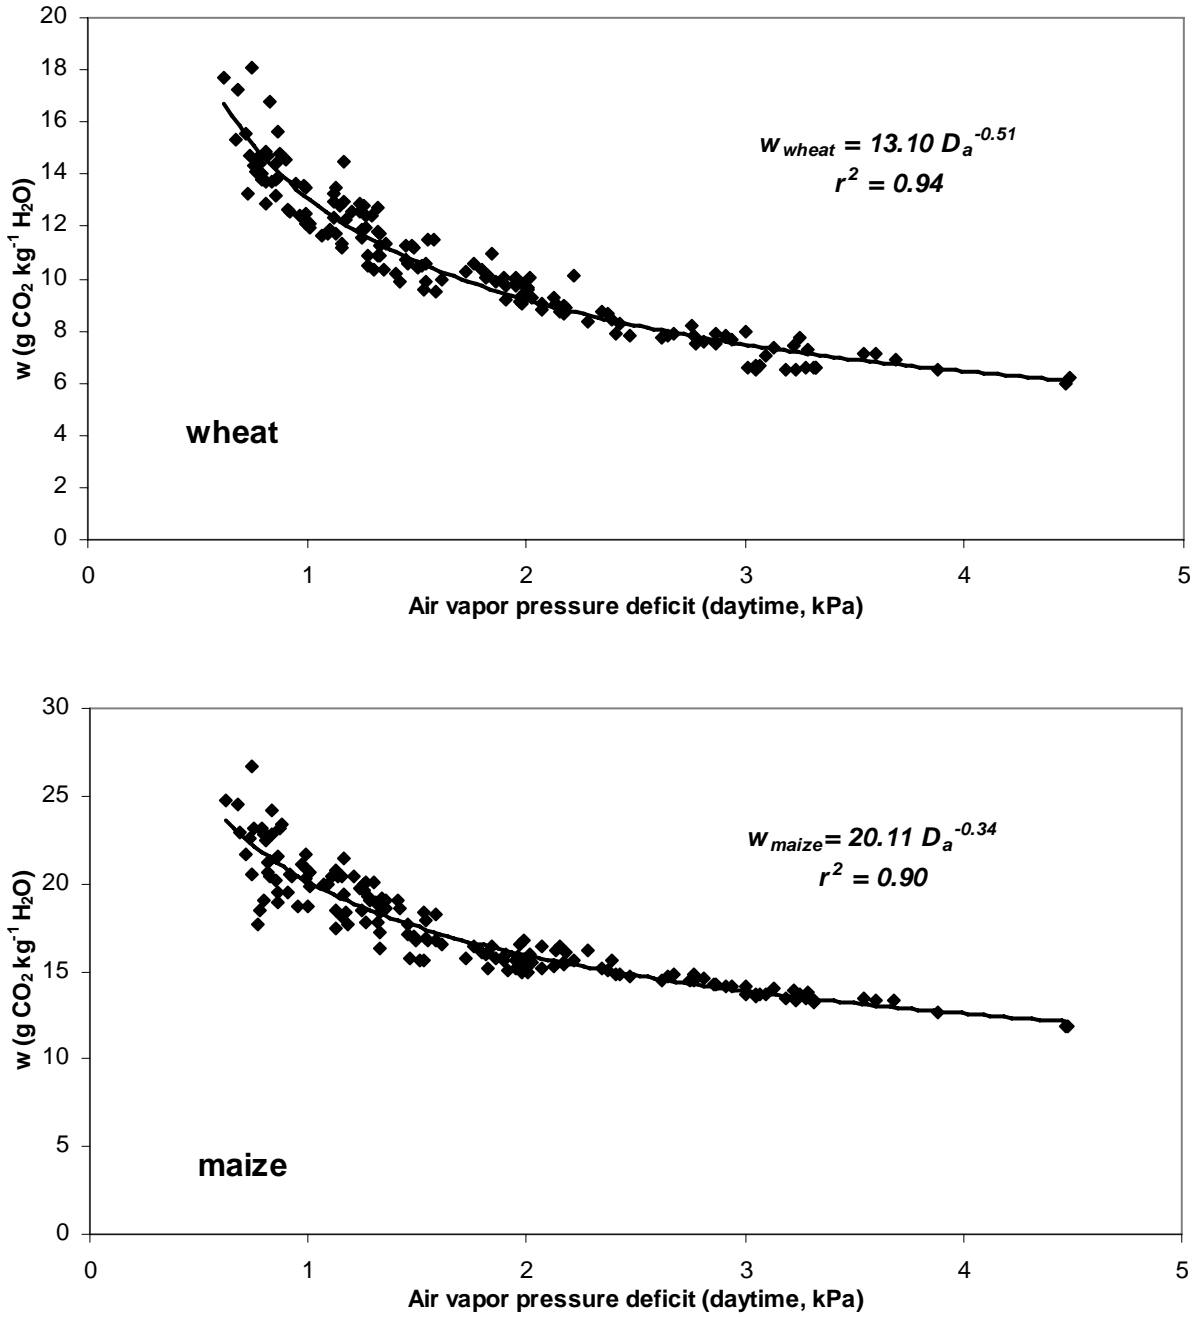 20
18
16
14
12
10
8
6
4
2
0
w (g CO₂ kg⁻¹ H₂O)
w wheat = 13.10 Dₐ^-0.51
r² = 0.94
wheat
0 1 2 3 4 5
Air vapor pressure deficit (daytime, kPa)
30
25
20
15
10
5
0
w (g CO₂ kg⁻¹ H₂O)
w maize = 20.11 Dₐ^-0.34
r² = 0.90
maize
0 1 2 3 4 5
Air vapor pressure deficit (daytime, kPa)